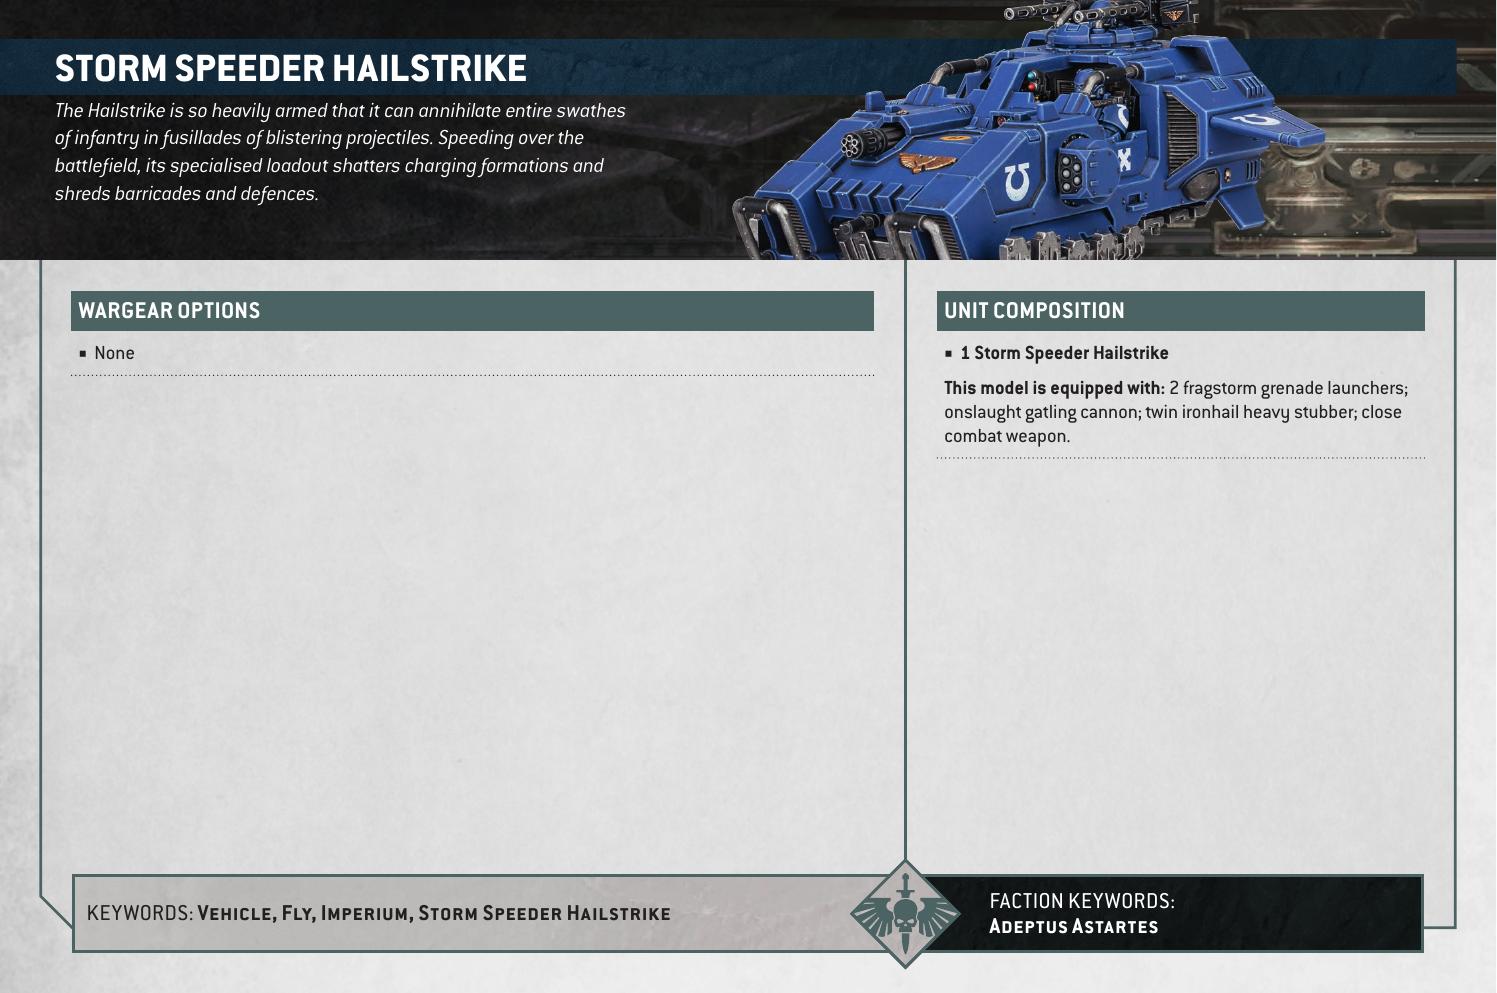 STORM SPEEDER HAILSTRIKE
The Hailstrike is so heavily armed that it can annihilate entire swathes
of infantry in fusillades of blistering projectiles. Speeding over the
battlefield, its specialised loadout shatters charging formations and
shreds barricades and defences.
WARGEAR OPTIONS
■ None
UNIT COMPOSITION
■ 1 Storm Speeder Hailstrike
This model is equipped with: 2 fragstorm grenade launchers;
onslaught gatling cannon; twin ironhail heavy stubber; close
combat weapon.
KEYWORDS: Vehicle, Fly, Imperium, Storm Speeder Hailstrike
FACTION KEYWORDS:
Adeptus Astartes